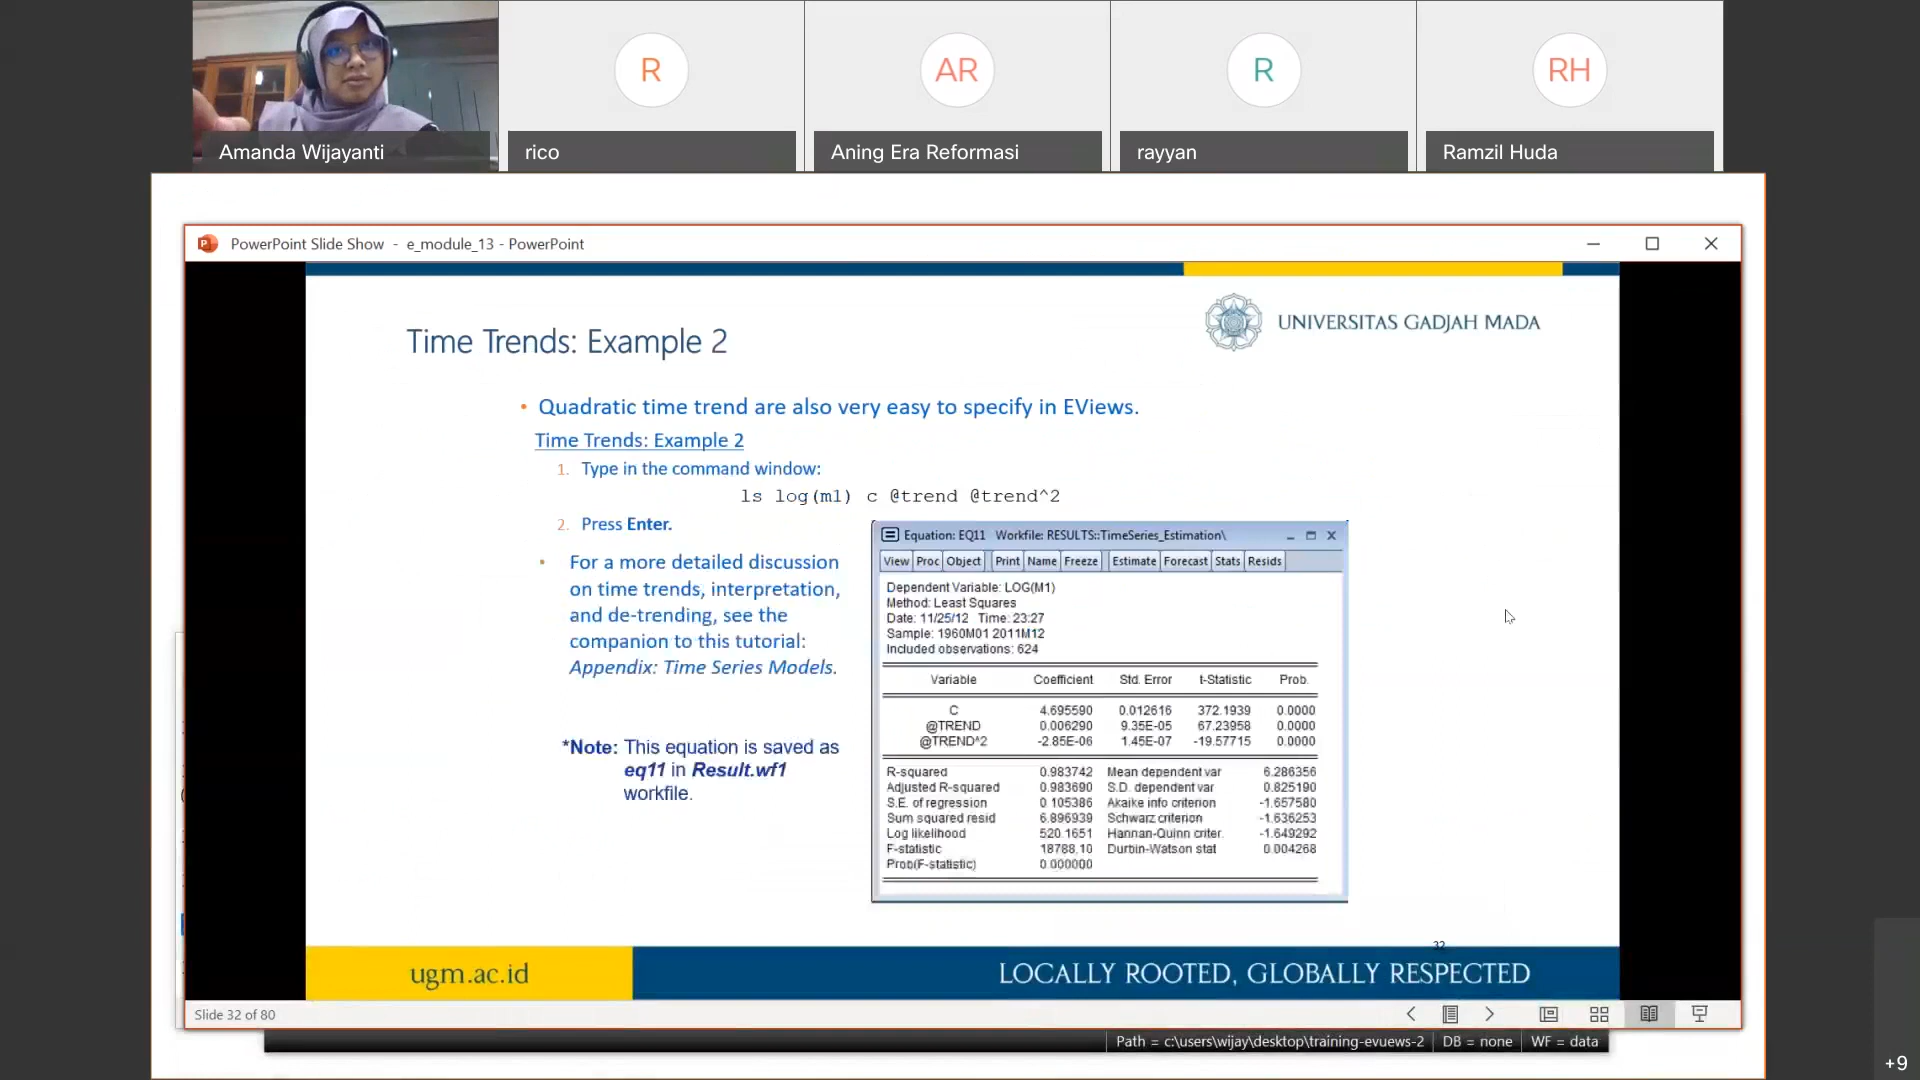 R
AR
R
RH
Amanda Wijayanti
rico
Aning Era Reformasi
rayyan
Ramzil Huda
PowerPoint Slide Show - e_module_13 - PowerPoint
UNIVERSITAS GADJAH MADA
Time Trends: Example 2
• Quadratic time trend are also very easy to specify in EViews.
Time Trends: Example 2
1. Type in the command window:
ls log(m1) c @trend @trend^2
2. Press Enter.
• For a more detailed discussion
on time trends, interpretation,
and de-trending, see the
companion to this tutorial:
Appendix: Time Series Models.
*Note: This equation is saved as
eq11 in Result.wf1
workfile.
Equation: EQ11 Workfile: RESULTS::TimeSeries_Estimation\
View Proc Object Print Name Freeze Estimate Forecast Stats Resids
Dependent Variable: LOG(M1)
Method: Least Squares
Date: 11/25/12 Time: 23:27
Sample: 1960M01 2011M12
Included observations: 624
Variable Coefficient Std. Error t-Statistic Prob.
C 4.695590 0.012616 372.1939 0.0000
@TREND 0.006290 9.35E-05 67.23958 0.0000
@TREND^2 -2.85E-06 1.45E-07 -19.57715 0.0000
R-squared 0.983742 Mean dependent var 6.286356
Adjusted R-squared 0.983690 S.D. dependent var 0.825190
S.E. of regression 0.105386 Akaike info criterion -1.657580
Sum squared resid 6.896939 Schwarz criterion -1.636253
Log likelihood 520.1651 Hannan-Quinn criter. -1.649292
F-statistic 18788.10 Durbin-Watson stat 0.004268
Prob(F-statistic) 0.000000
32
ugm.ac.id
LOCALLY ROOTED, GLOBALLY RESPECTED
Slide 32 of 80
Path = c:\users\wijay\desktop\training-evuews-2 DB = none WF = data
+9